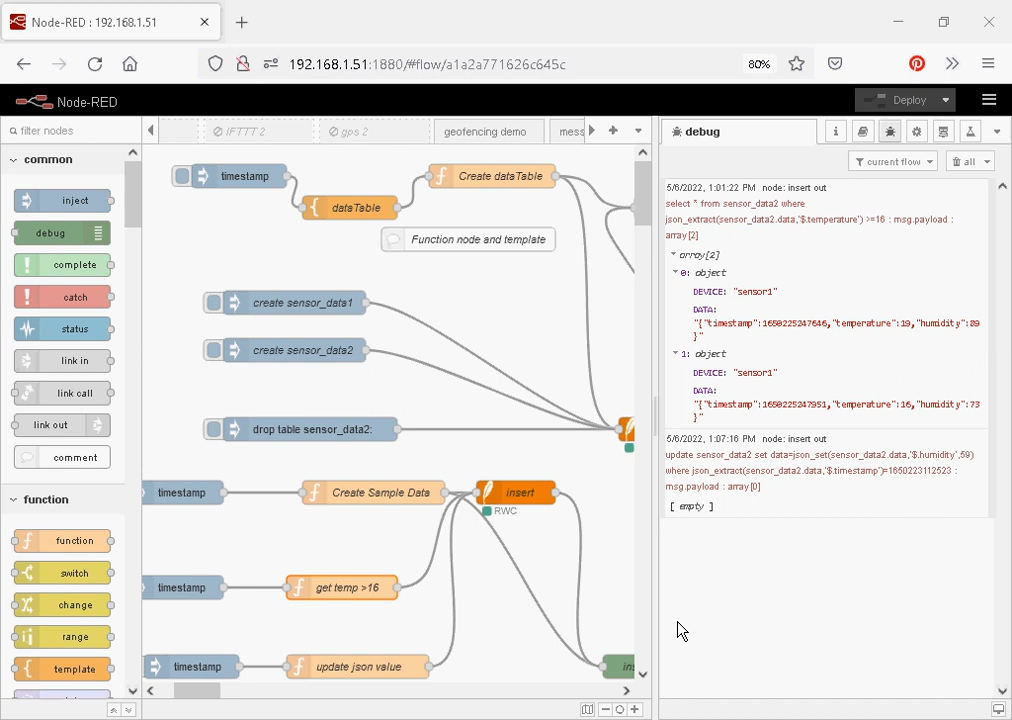 Node-RED : 192.168.1.51
192.168.1.51:1880/#flow/a1a2a771626c645c
80%
Node-RED
Deploy
filter nodes
IFTTT 2
gps 2
geofencing demo
mess
debug
i
common
inject
debug
complete
catch
status
link in
link call
link out
comment
function
function
switch
change
range
template
timestamp
Create dataTable
dataTable
Function node and template
create sensor_data1
create sensor_data2
drop table sensor_data2:
timestamp
Create Sample Data
insert
RWC
timestamp
get temp >16
timestamp
update json value
ins
current flow
all
5/6/2022, 1:01:22 PM node: insert out
select * from sensor_data2 where
json_extract(sensor_data2.data,'$.temperature') >=16 : msg.payload :
array[2]
array[2]
0: object
DEVICE: "sensor1"
DATA:
"{"timestamp":1650225247646,"temperature":19,"humidity":89
}"
1: object
DEVICE: "sensor1"
DATA:
"{"timestamp":1650225247951,"temperature":16,"humidity":73
}"
5/6/2022, 1:07:16 PM node: insert out
update sensor_data2 set data=json_set(sensor_data2.data,'$.humidity',59)
where json_extract(sensor_data2.data,'$.timestamp')=1650223112523 :
msg.payload : array[0]
[ empty ]